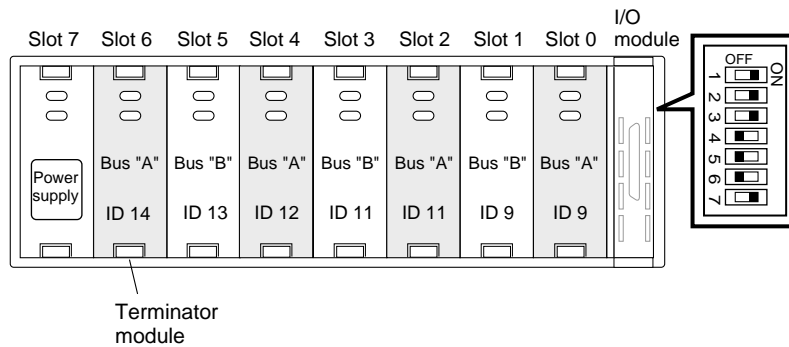 I/O
module
Slot 7 Slot 6 Slot 5 Slot 4 Slot 3 Slot 2 Slot 1 Slot 0
OFF
ON
1
2
3
4
5
6
7
Power
supply
Bus "A" Bus "B" Bus "A" Bus "B" Bus "A" Bus "B" Bus "A"
ID 14 ID 13 ID 12 ID 11 ID 11 ID 9 ID 9
Terminator
module